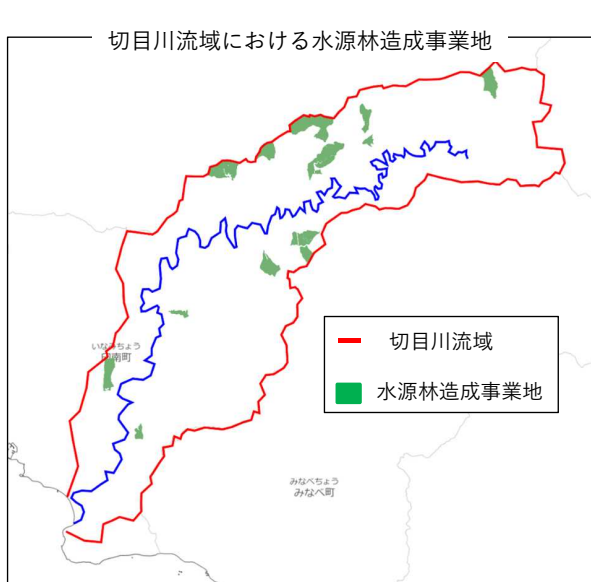 切目川流域における水源林造成事業地
いなみちょう
印南町
切目川流域
水源林造成事業地
みなべちょう
みなべ町